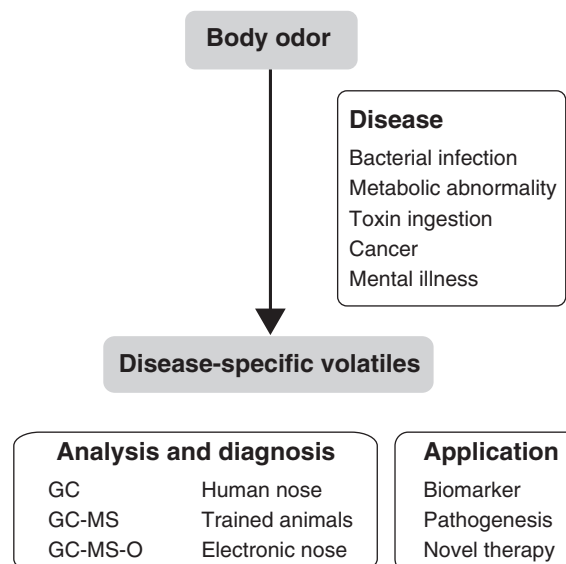 Body odor
Disease
Bacterial infection
Metabolic abnormality
Toxin ingestion
Cancer
Mental illness
Disease-specific volatiles
Analysis and diagnosis
GC Human nose
GC-MS Trained animals
GC-MS-O Electronic nose
Application
Biomarker
Pathogenesis
Novel therapy